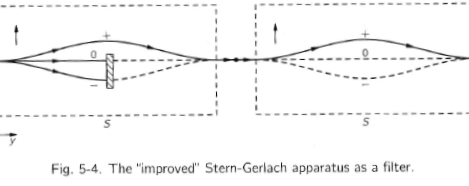 + +
0 0
− −
S S
y
Fig. 5-4. The "improved" Stern-Gerlach apparatus as a filter.